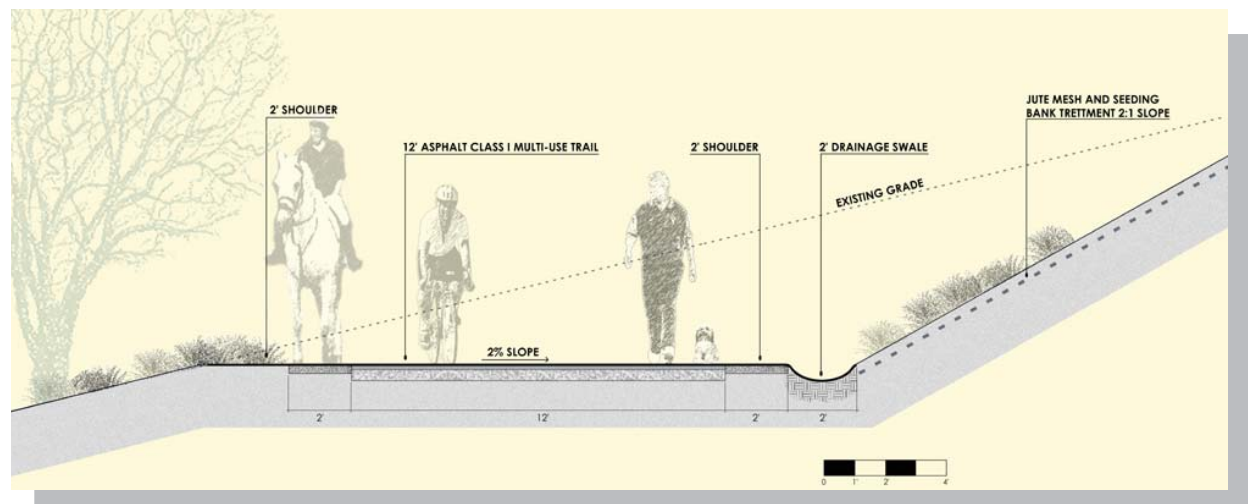 2' SHOULDER
12' ASPHALT CLASS I MULTI-USE TRAIL
2' SHOULDER
2' DRAINAGE SWALE
JUTE MESH AND SEEDING
BANK TRETTMENT 2:1 SLOPE
EXISTING GRADE
2% SLOPE
2'
12'
2'
2'
0 1' 2' 4'